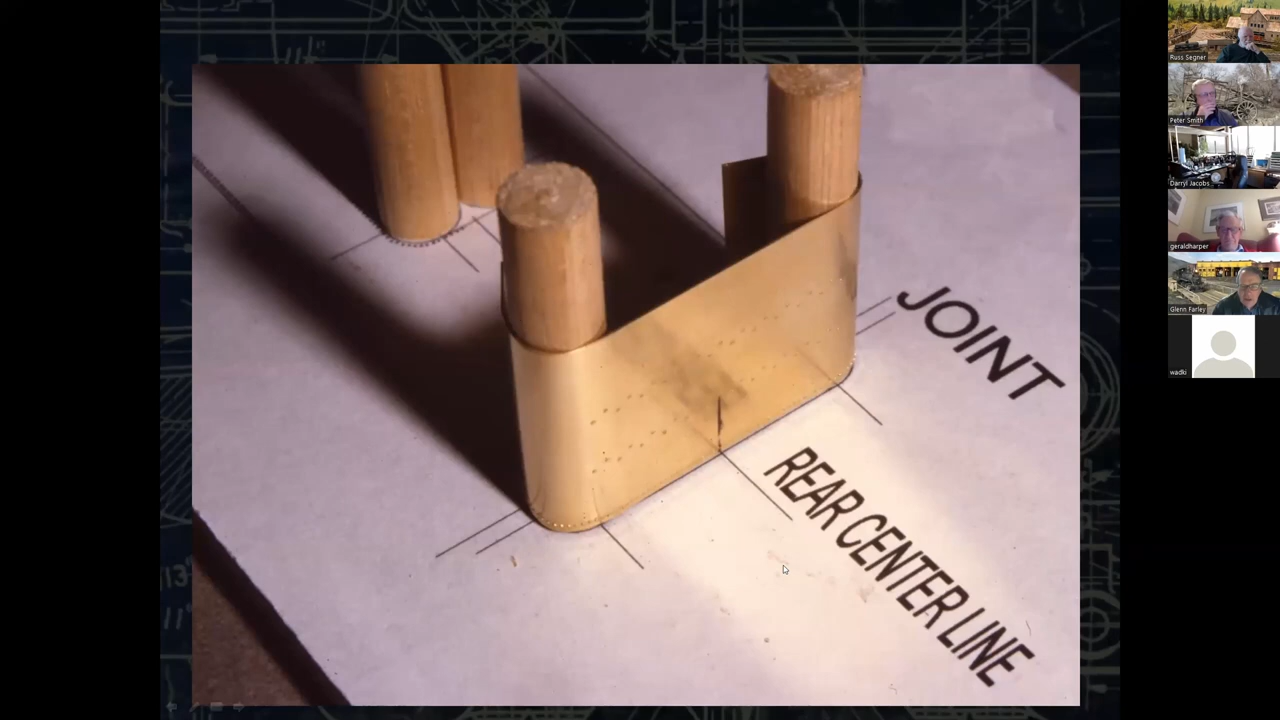 JOINT
REAR CENTER LINE
Russ Segner
Peter Smith
Darryl Jacobs
geraldharper
Glenn Farley
wadki